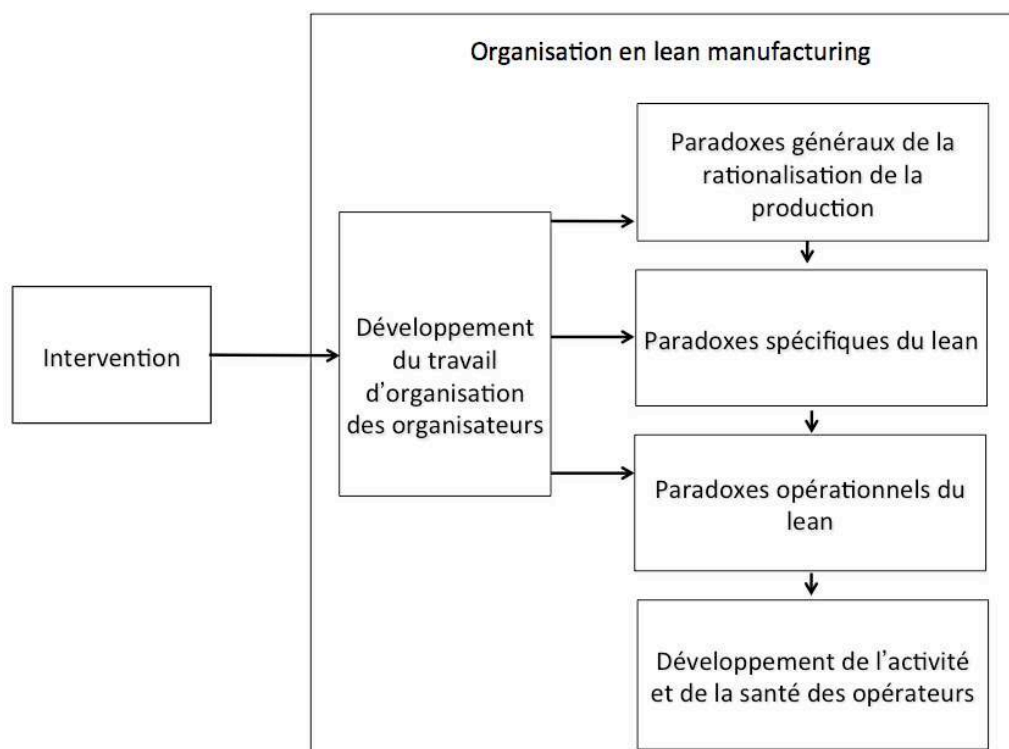 Organisation en lean manufacturing
Paradoxes généraux de la
rationalisation de la
production
Intervention
Développement
du travail
d'organisation
des organisateurs
Paradoxes spécifiques du lean
Paradoxes opérationnels du
lean
Développement de l'activité
et de la santé des opérateurs